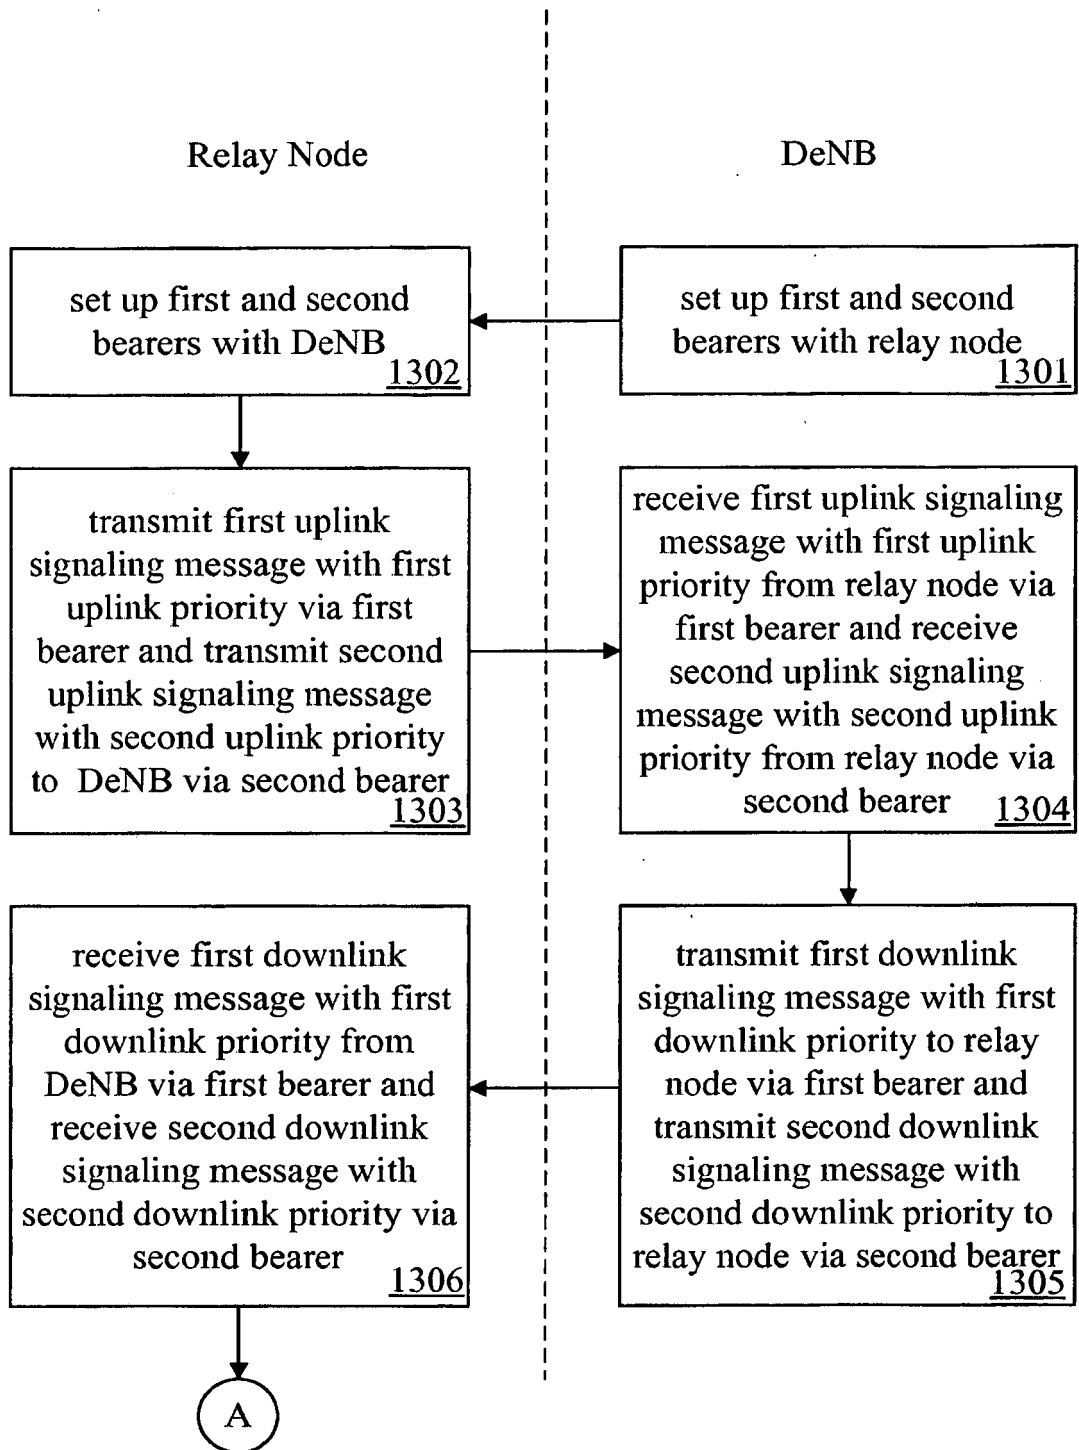 Relay Node
DeNB
set up first and second
bearers with DeNB
1302
set up first and second
bearers with relay node
1301
transmit first uplink
signaling message with first
uplink priority via first
bearer and transmit second
uplink signaling message
with second uplink priority
to DeNB via second bearer
1303
receive first uplink signaling
message with first uplink
priority from relay node via
first bearer and receive
second uplink signaling
message with second uplink
priority from relay node via
second bearer
1304
receive first downlink
signaling message with first
downlink priority from
DeNB via first bearer and
receive second downlink
signaling message with
second downlink priority via
second bearer
1306
transmit first downlink
signaling message with first
downlink priority to relay
node via first bearer and
transmit second downlink
signaling message with
second downlink priority to
relay node via second bearer
1305
A